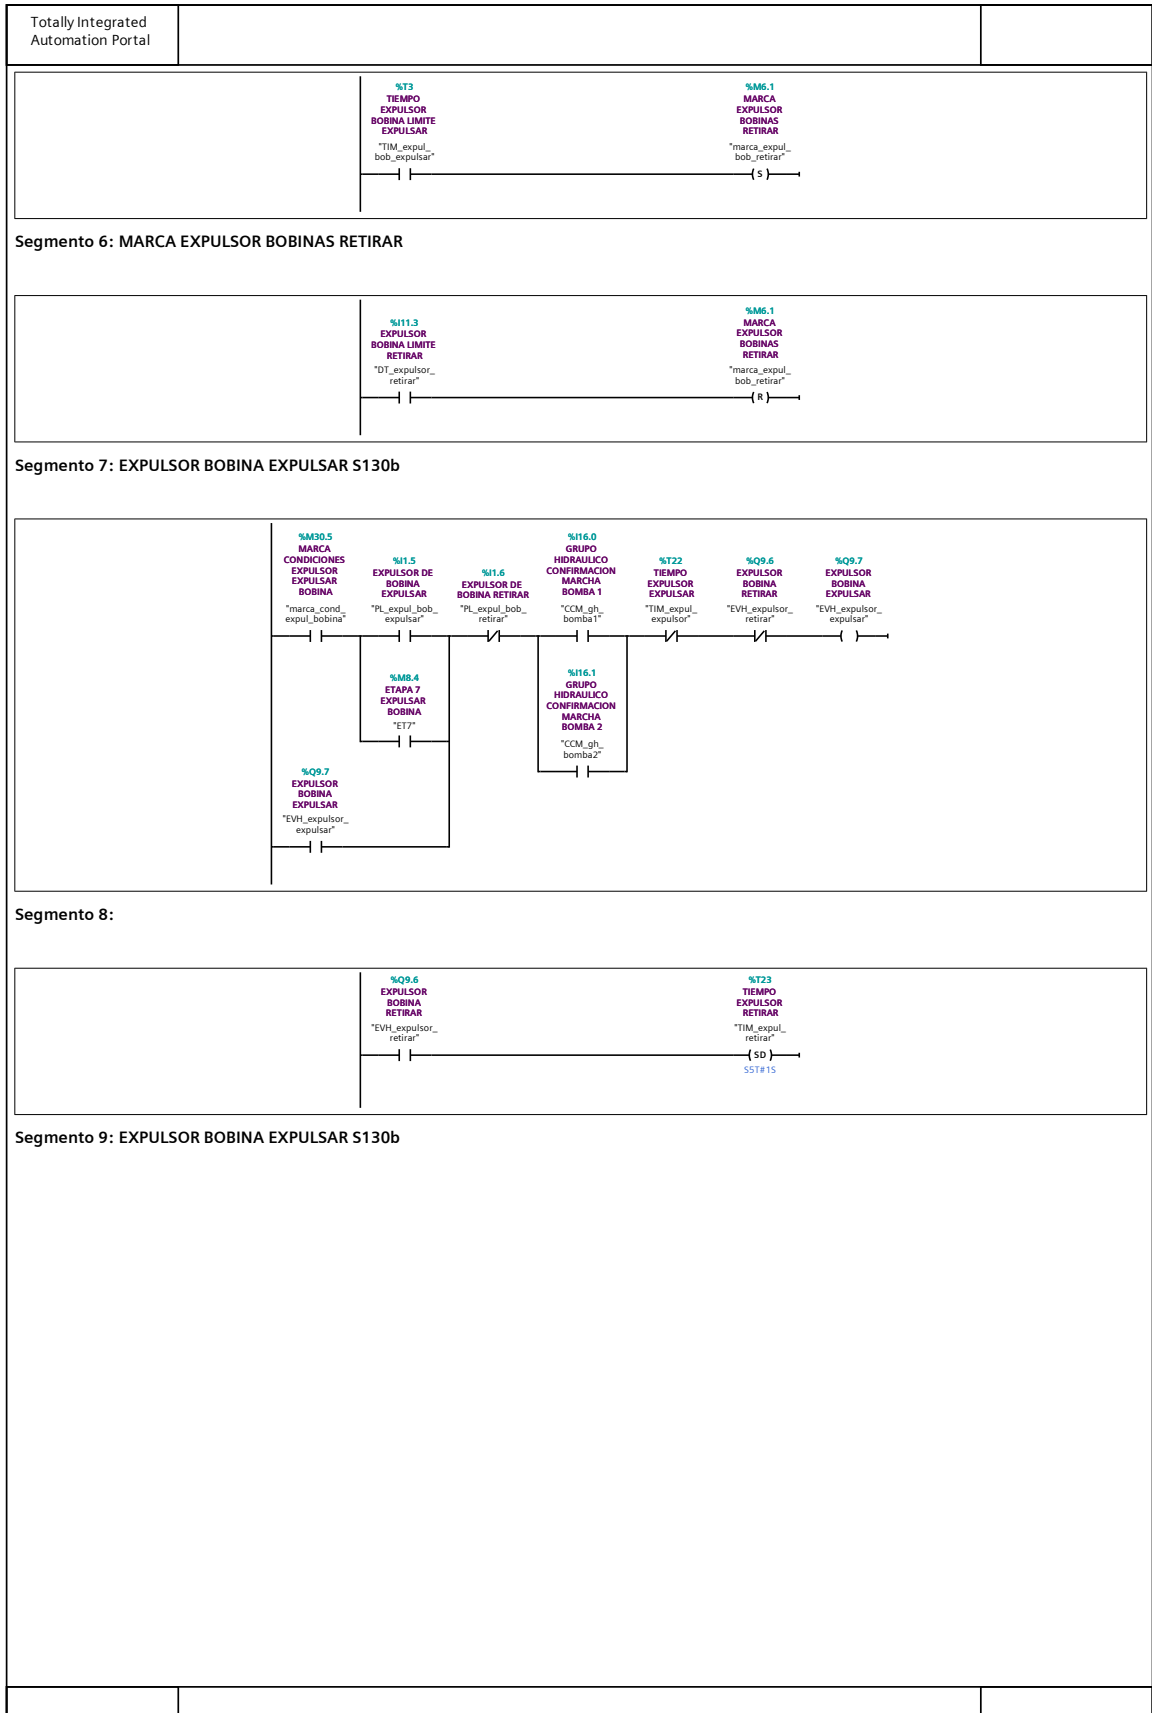 Totally Integrated
Automation Portal
%T3
TIEMPO
EXPULSOR
BOBINA LIMITE
EXPULSAR
"TIM_expul_
bob_expulsar"
%M6.1
MARCA
EXPULSOR
BOBINAS
RETIRAR
"marca_expul_
bob_retirar"
S
Segmento 6: MARCA EXPULSOR BOBINAS RETIRAR
%I11.3
EXPULSOR
BOBINA LIMITE
RETIRAR
"DT_expulsor_
retirar"
%M6.1
MARCA
EXPULSOR
BOBINAS
RETIRAR
"marca_expul_
bob_retirar"
R
Segmento 7: EXPULSOR BOBINA EXPULSAR S130b
%M30.5
MARCA
CONDICIONES
EXPULSOR
EXPULSAR
BOBINA
"marca_cond_
expul_bobina"
%I1.5
EXPULSOR DE
BOBINA
EXPULSAR
"PL_expul_bob_
expulsar"
%I1.6
EXPULSOR DE
BOBINA RETIRAR
"PL_expul_bob_
retirar"
%I16.0
GRUPO
HIDRAULICO
CONFIRMACION
MARCHA
BOMBA 1
"CCM_gh_
bomba1"
%T22
TIEMPO
EXPULSOR
EXPULSAR
"TIM_expul_
expulsor"
%Q9.6
EXPULSOR
BOBINA
RETIRAR
"EVH_expulsor_
retirar"
%Q9.7
EXPULSOR
BOBINA
EXPULSAR
"EVH_expulsor_
expulsar"
%M8.4
ETAPA 7
EXPULSAR
BOBINA
"ET7"
%I16.1
GRUPO
HIDRAULICO
CONFIRMACION
MARCHA
BOMBA 2
"CCM_gh_
bomba2"
%Q9.7
EXPULSOR
BOBINA
EXPULSAR
"EVH_expulsor_
expulsar"
Segmento 8:
%Q9.6
EXPULSOR
BOBINA
RETIRAR
"EVH_expulsor_
retirar"
%T23
TIEMPO
EXPULSOR
RETIRAR
"TIM_expul_
retirar"
SD
S5T#1S
Segmento 9: EXPULSOR BOBINA EXPULSAR S130b